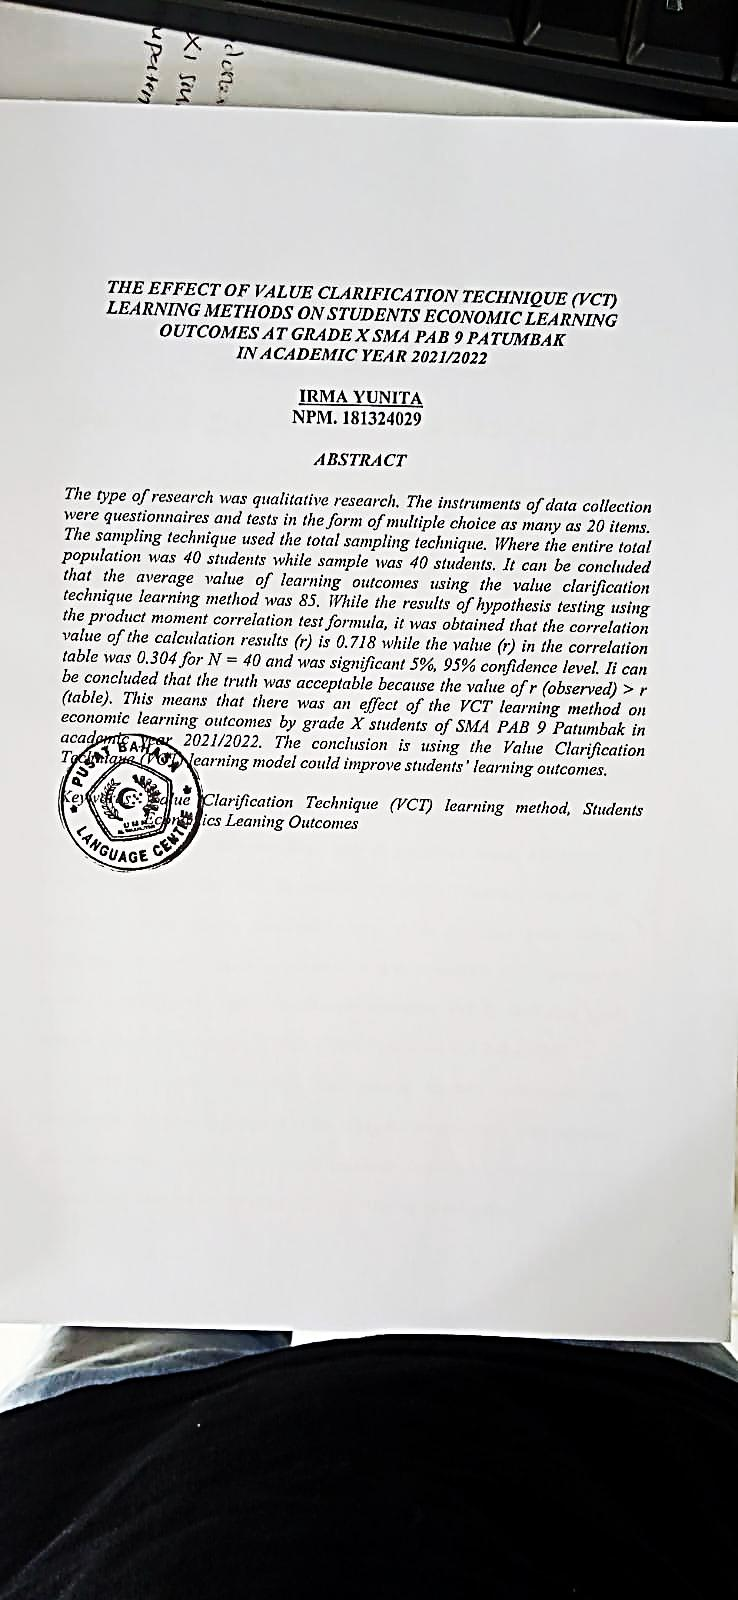 THE EFFECT OF VALUE CLARIFICATION TECHNIQUE (VCT)
LEARNING METHODS ON STUDENTS ECONOMIC LEARNING
OUTCOMES AT GRADE X SMA PAB 9 PATUMBAK
IN ACADEMIC YEAR 2021/2022
IRMA YUNITA
NPM. 181324029
ABSTRACT
The type of research was qualitative research. The instruments of data collection
were questionnaires and tests in the form of multiple choice as many as 20 items.
The sampling technique used the total sampling technique. Where the entire total
population was 40 students while sample was 40 students. It can be concluded
that the average value of learning outcomes using the value clarification
technique learning method was 85. While the results of hypothesis testing using
the product moment correlation test formula, it was obtained that the correlation
value of the calculation results (r) is 0.718 while the value (r) in the correlation
table was 0.304 for N = 40 and was significant 5%, 95% confidence level. Ii can
be concluded that the truth was acceptable because the value of r (observed) > r
(table). This means that there was an effect of the VCT learning method on
economic learning outcomes by grade X students of SMA PAB 9 Patumbak in
academic Year 2021/2022. The conclusion is using the Value Clarification
Technique (VCT) learning model could improve students' learning outcomes.
Clarification Technique (VCT) learning method, Students
Leaning Outcomes
PUSAT BAHASA
LANGUAGE CENTER
XI